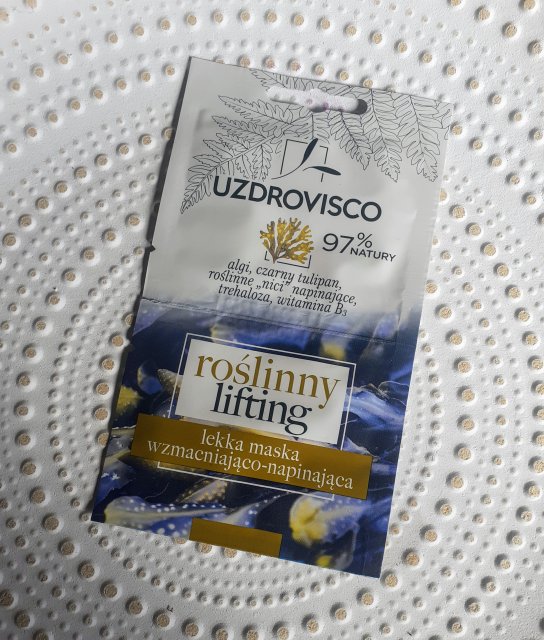 UZDROVISCO
97%
NATURY
algi, czarny tulipan,
roślinne „nici” napinające,
trehaloza, witamina B₃
roślinny
lifting
lekka maska
wzmacniająco-napinająca